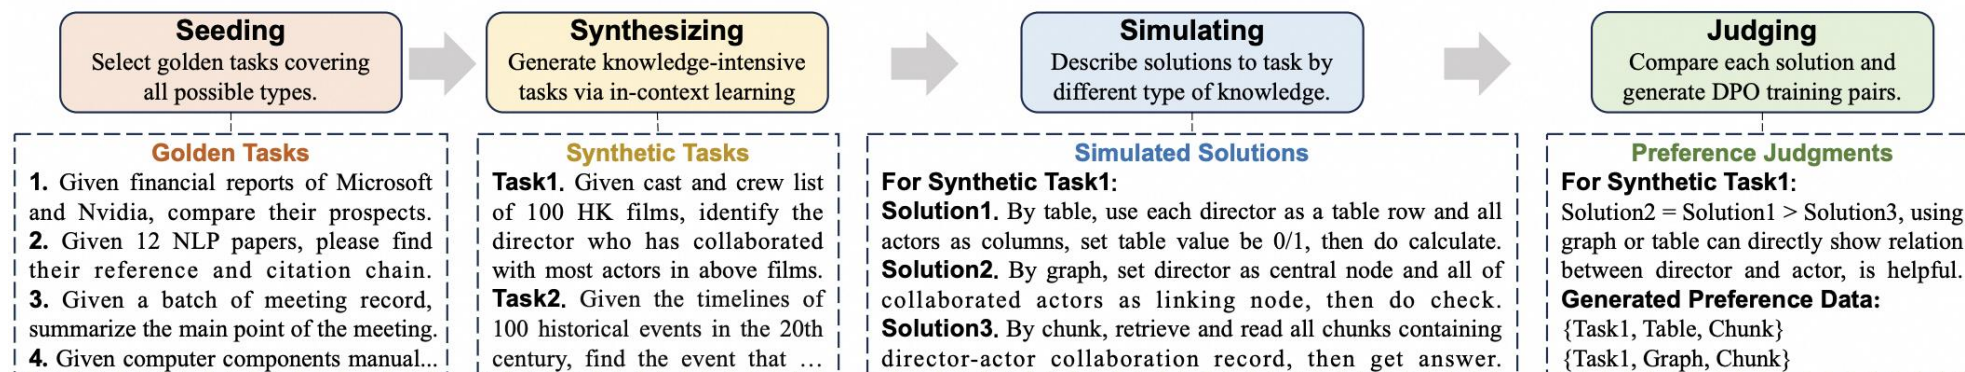 Seeding
Select golden tasks covering
all possible types.
Synthesizing
Generate knowledge-intensive
tasks via in-context learning
Simulating
Describe solutions to task by
different type of knowledge.
Judging
Compare each solution and
generate DPO training pairs.
Golden Tasks
1. Given financial reports of Microsoft
and Nvidia, compare their prospects.
2. Given 12 NLP papers, please find
their reference and citation chain.
3. Given a batch of meeting record,
summarize the main point of the meeting.
4. Given computer components manual...
Synthetic Tasks
Task1. Given cast and crew list
of 100 HK films, identify the
director who has collaborated
with most actors in above films.
Task2. Given the timelines of
100 historical events in the 20th
century, find the event that ...
Simulated Solutions
For Synthetic Task1:
Solution1. By table, use each director as a table row and all
actors as columns, set table value be 0/1, then do calculate.
Solution2. By graph, set director as central node and all of
collaborated actors as linking node, then do check.
Solution3. By chunk, retrieve and read all chunks containing
director-actor collaboration record, then get answer.
Preference Judgments
For Synthetic Task1:
Solution2 = Solution1 > Solution3, using
graph or table can directly show relation
between director and actor, is helpful.
Generated Preference Data:
{Task1, Table, Chunk}
{Task1, Graph, Chunk}